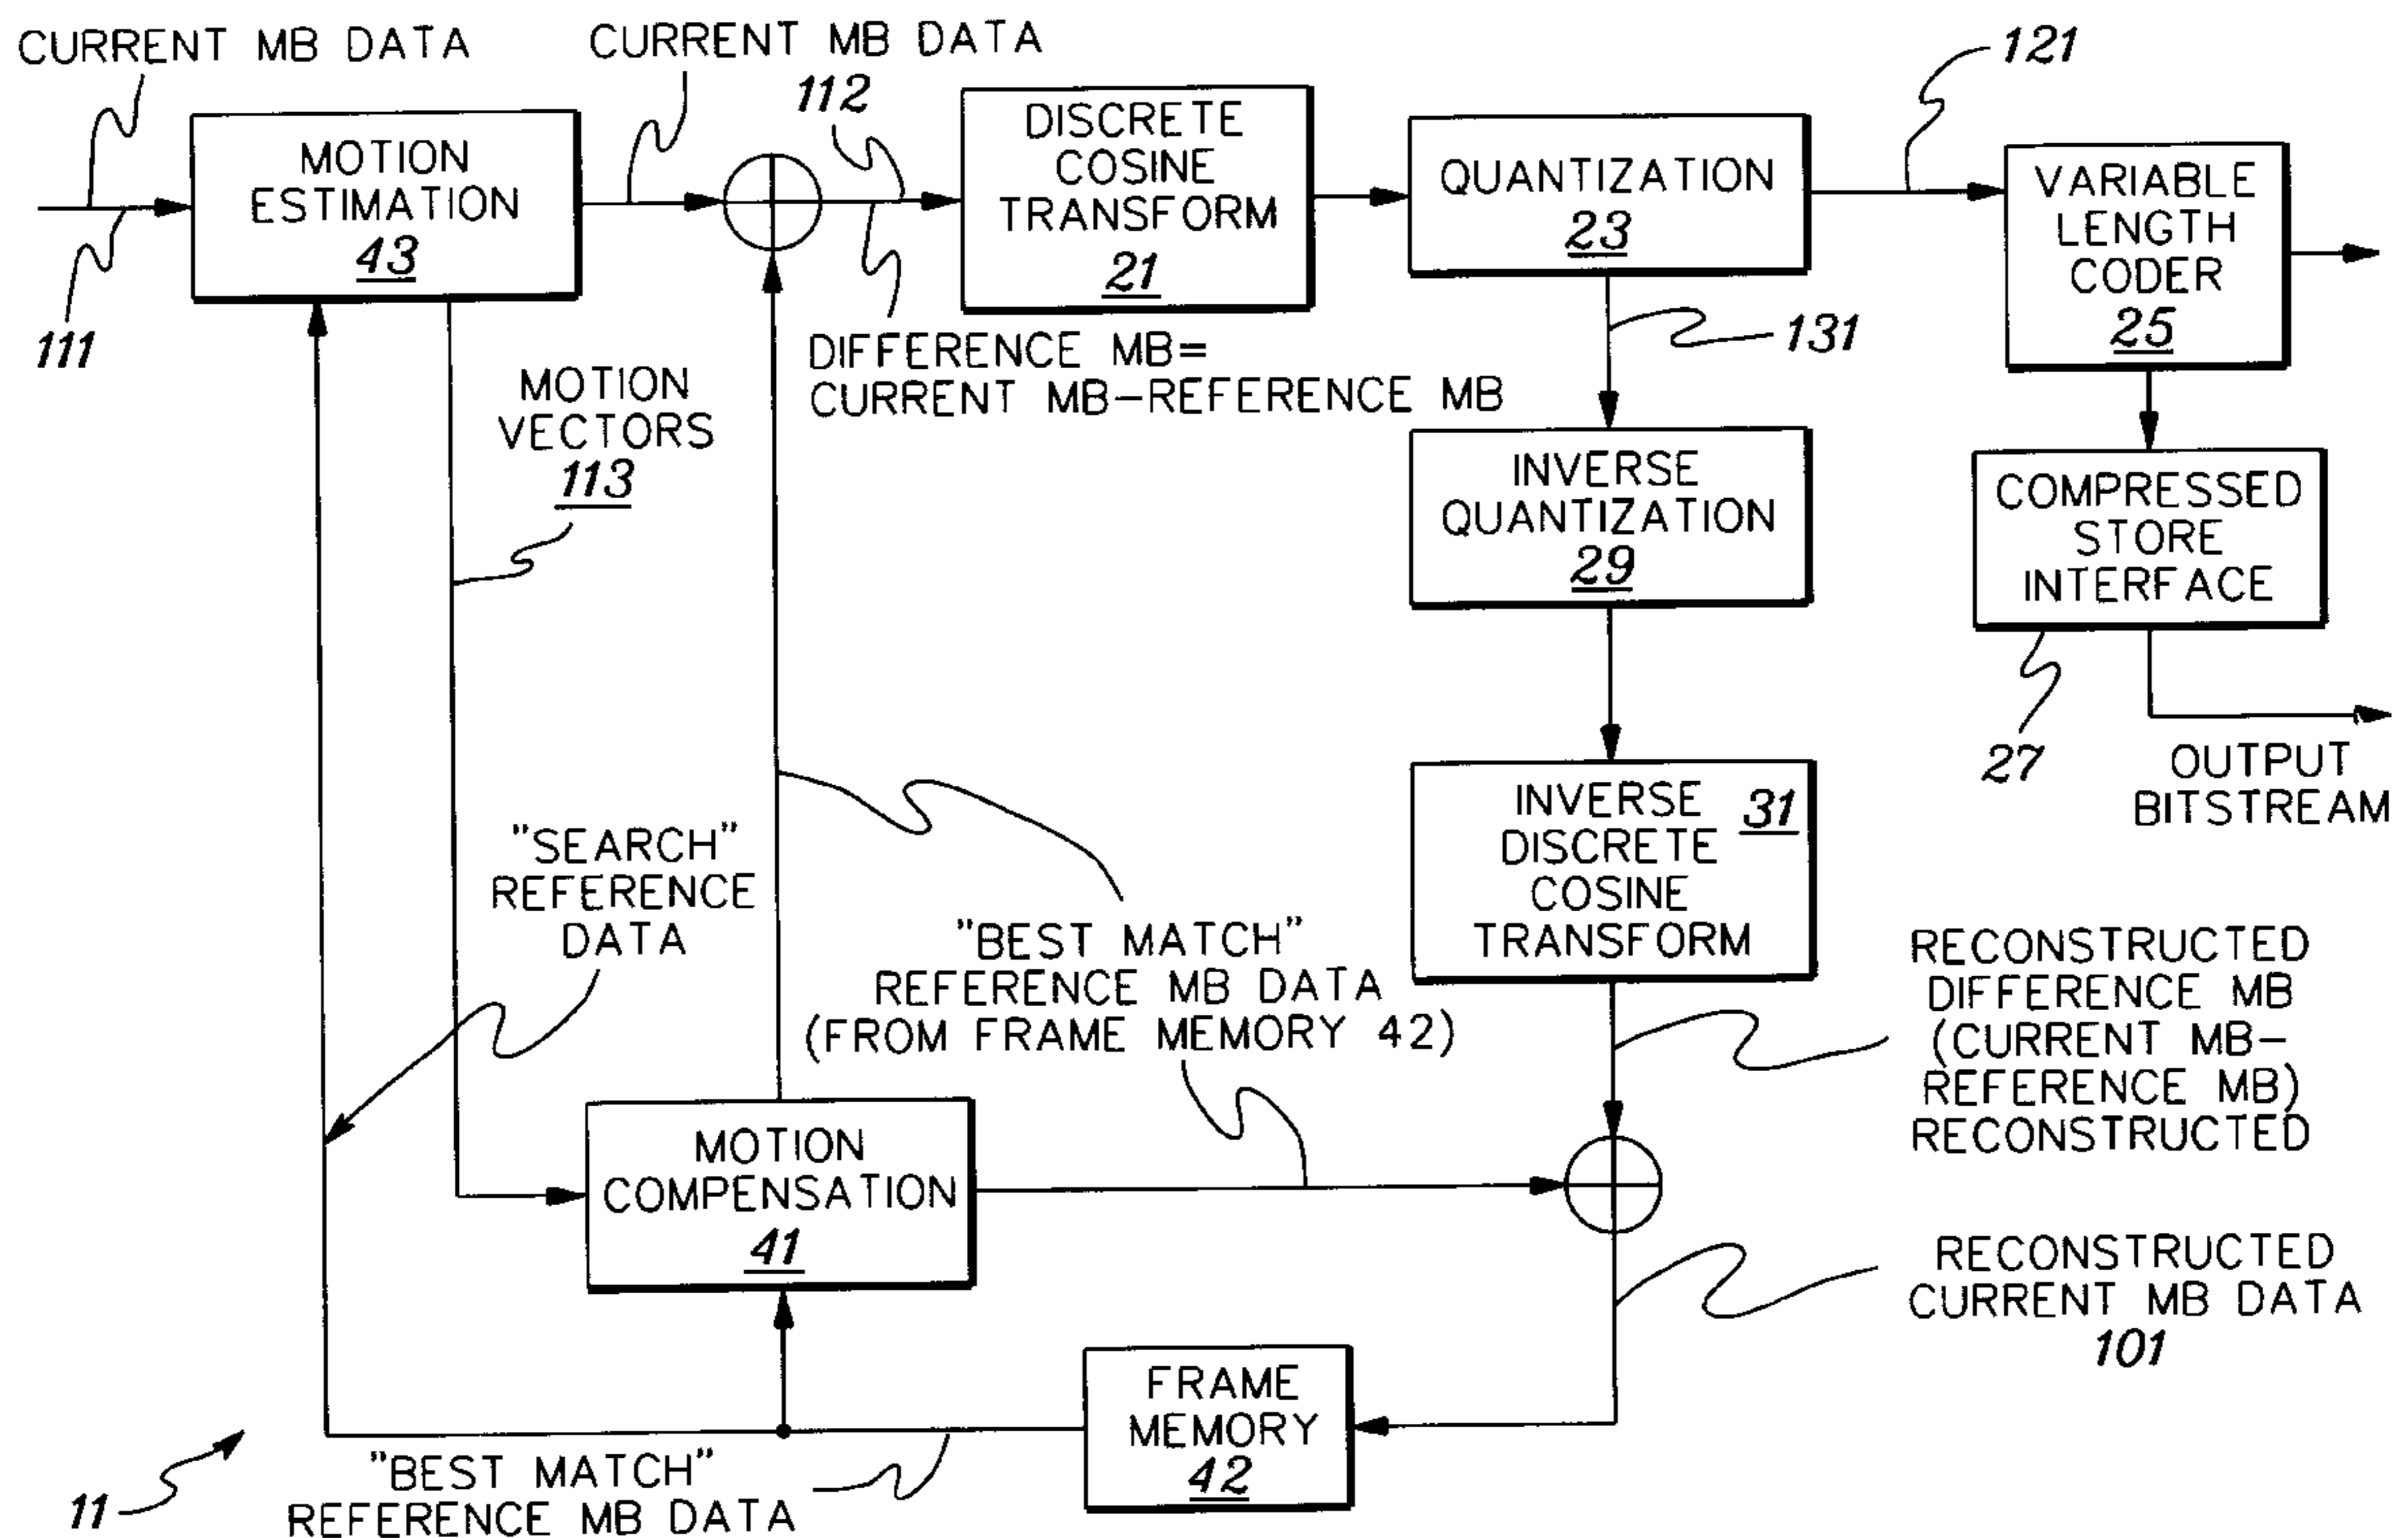 CURRENT MB DATA
111
MOTION
ESTIMATION
43
CURRENT MB DATA
112
DIFFERENCE MB=
CURRENT MB-REFERENCE MB
DISCRETE
COSINE
TRANSFORM
21
QUANTIZATION
23
121
VARIABLE
LENGTH
CODER
25
131
MOTION
VECTORS
113
INVERSE
QUANTIZATION
29
COMPRESSED
STORE
INTERFACE
27
OUTPUT
BITSTREAM
INVERSE
DISCRETE
COSINE
TRANSFORM
31
"SEARCH"
REFERENCE
DATA
"BEST MATCH"
REFERENCE MB DATA
(FROM FRAME MEMORY 42)
RECONSTRUCTED
DIFFERENCE MB
(CURRENT MB-
REFERENCE MB)
RECONSTRUCTED
MOTION
COMPENSATION
41
RECONSTRUCTED
CURRENT MB DATA
101
FRAME
MEMORY
42
"BEST MATCH"
REFERENCE MB DATA
11